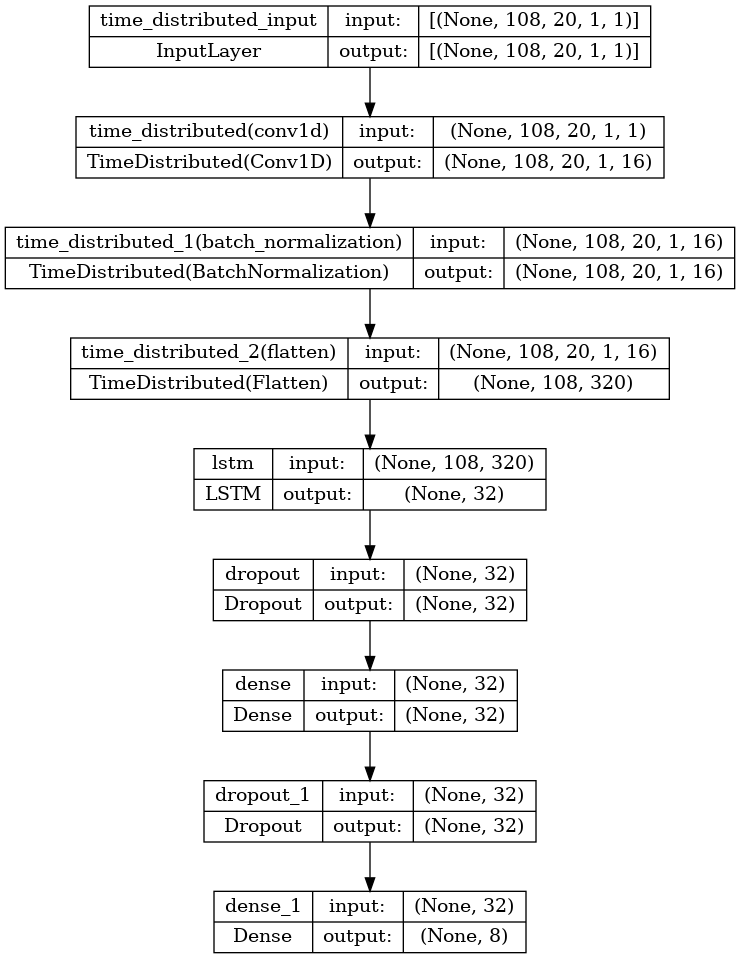 time_distributed_input input: [(None, 108, 20, 1, 1)]
InputLayer output: [(None, 108, 20, 1, 1)]
time_distributed(conv1d) input: (None, 108, 20, 1, 1)
TimeDistributed(Conv1D) output: (None, 108, 20, 1, 16)
time_distributed_1(batch_normalization) input: (None, 108, 20, 1, 16)
TimeDistributed(BatchNormalization) output: (None, 108, 20, 1, 16)
time_distributed_2(flatten) input: (None, 108, 20, 1, 16)
TimeDistributed(Flatten) output: (None, 108, 320)
lstm input: (None, 108, 320)
LSTM output: (None, 32)
dropout input: (None, 32)
Dropout output: (None, 32)
dense input: (None, 32)
Dense output: (None, 32)
dropout_1 input: (None, 32)
Dropout output: (None, 32)
dense_1 input: (None, 32)
Dense output: (None, 8)